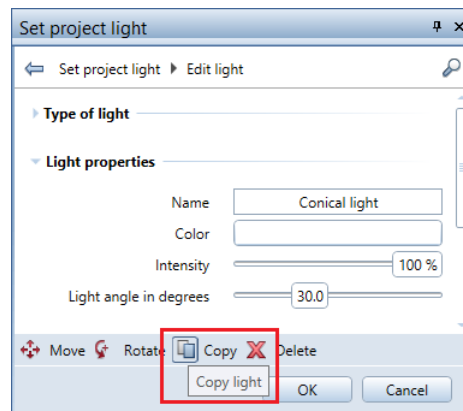 Set project light
Set project light Edit light
Type of light
Light properties
Name Conical light
Color
Intensity 100 %
Light angle in degrees 30.0
Move Rotate Copy Delete
Copy light
OK Cancel